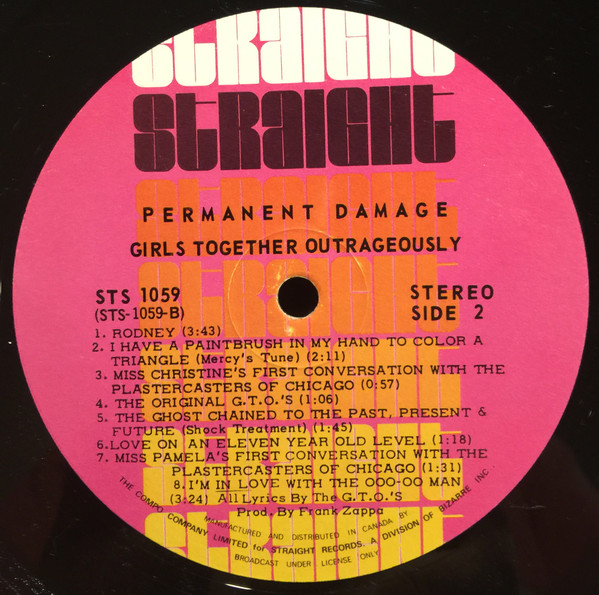 STRAIGHT
STRAIGHT
STRAIGHT
PERMANENT DAMAGE
GIRLS TOGETHER OUTRAGEOUSLY
STRAIGHT
STS 1059
(STS-1059-B)
STEREO
SIDE 2
1. RODNEY (3:43)
2. I HAVE A PAINTBRUSH IN MY HAND TO COLOR A
TRIANGLE (Mercy's Tune) (2:11)
3. MISS CHRISTINE'S FIRST CONVERSATION WITH THE
PLASTERCASTERS OF CHICAGO (0:57)
4. THE ORIGINAL G.T.O.'S (1:06)
5. THE GHOST CHAINED TO THE PAST, PRESENT &
FUTURE (Shock Treatment) (1:45)
6.LOVE ON AN ELEVEN YEAR OLD LEVEL (1:18)
7. MISS PAMELA'S FIRST CONVERSATION WITH THE
PLASTERCASTERS OF CHICAGO (1:31)
8.I'M IN LOVE WITH THE OOO-OO MAN
(3:24) All Lyrics By The G.T.O.'S
Prod. By Frank Zappa
STRAIGHT
STRAIGHT
STRAIGHT
STRAIGHT
MANUFACTURED AND DISTRIBUTED IN CANADA BY
THE COMPO COMPANY LIMITED for STRAIGHT RECORDS. A DIVISION OF BIZARRE INC..
BROADCAST UNDER LICENSE ONLY